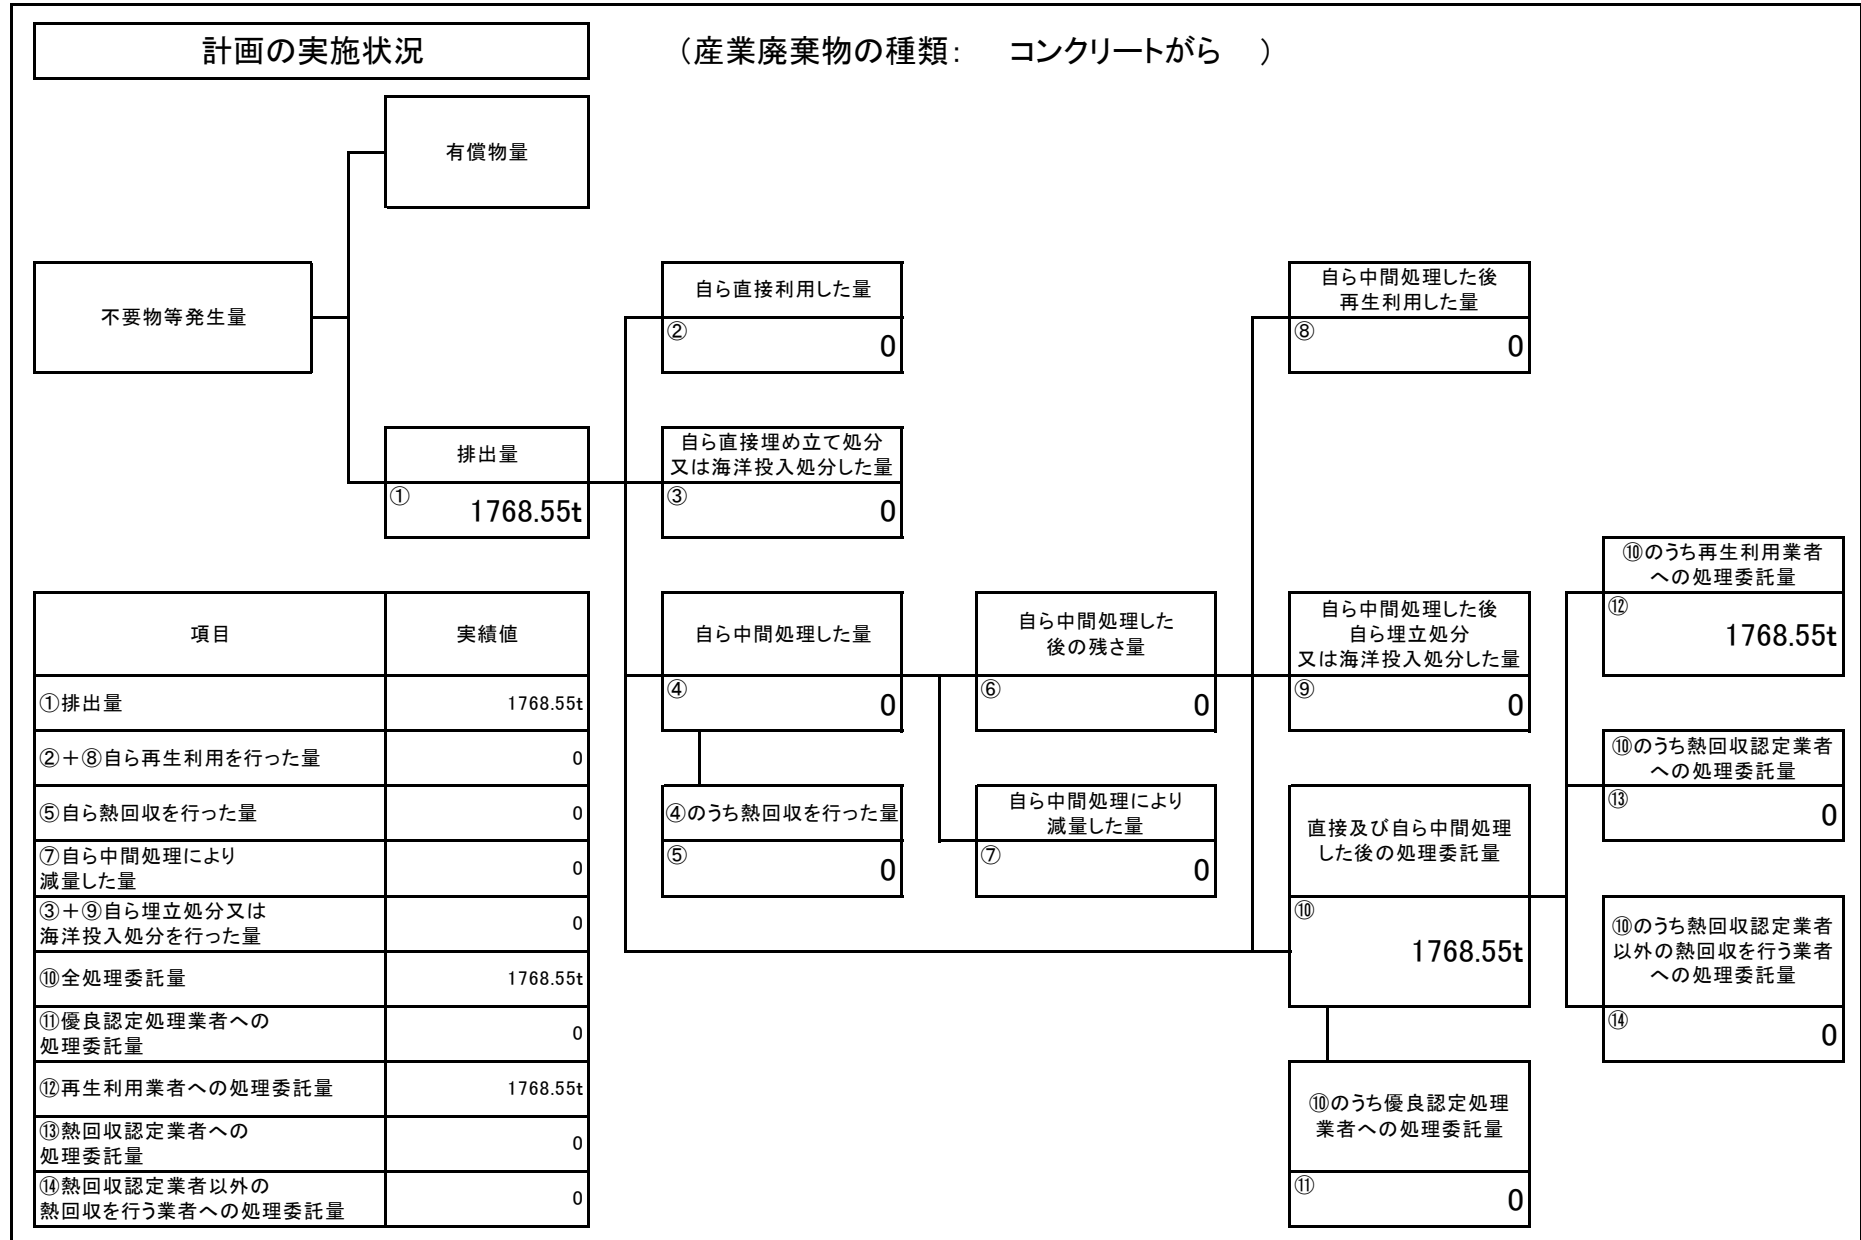 計画の実施状況
（産業廃棄物の種類： コンクリートがら ）
有償物量
不要物等発生量
排出量
①
1768.55t
自ら直接利用した量
②
0
自ら直接埋め立て処分
又は海洋投入処分した量
③
0
自ら中間処理した量
④
0
④のうち熱回収を行った量
⑤
0
自ら中間処理した
後の残さ量
⑥
0
自ら中間処理により
減量した量
⑦
0
自ら中間処理した後
再生利用した量
⑧
0
自ら中間処理した後
自ら埋立処分
又は海洋投入処分した量
⑨
0
直接及び自ら中間処理
した後の処理委託量
⑩
1768.55t
⑩のうち優良認定処理
業者への処理委託量
⑪
0
⑩のうち再生利用業者
への処理委託量
⑫
1768.55t
⑩のうち熱回収認定業者
への処理委託量
⑬
0
⑩のうち熱回収認定業者
以外の熱回収を行う業者
への処理委託量
⑭
0
項目 実績値
①排出量 1768.55t
②＋⑧自ら再生利用を行った量 0
⑤自ら熱回収を行った量 0
⑦自ら中間処理により
減量した量 0
③＋⑨自ら埋立処分又は
海洋投入処分を行った量 0
⑩全処理委託量 1768.55t
⑪優良認定処理業者への
処理委託量 0
⑫再生利用業者への処理委託量 1768.55t
⑬熱回収認定業者への
処理委託量 0
⑭熱回収認定業者以外の
熱回収を行う業者への処理委託量 0